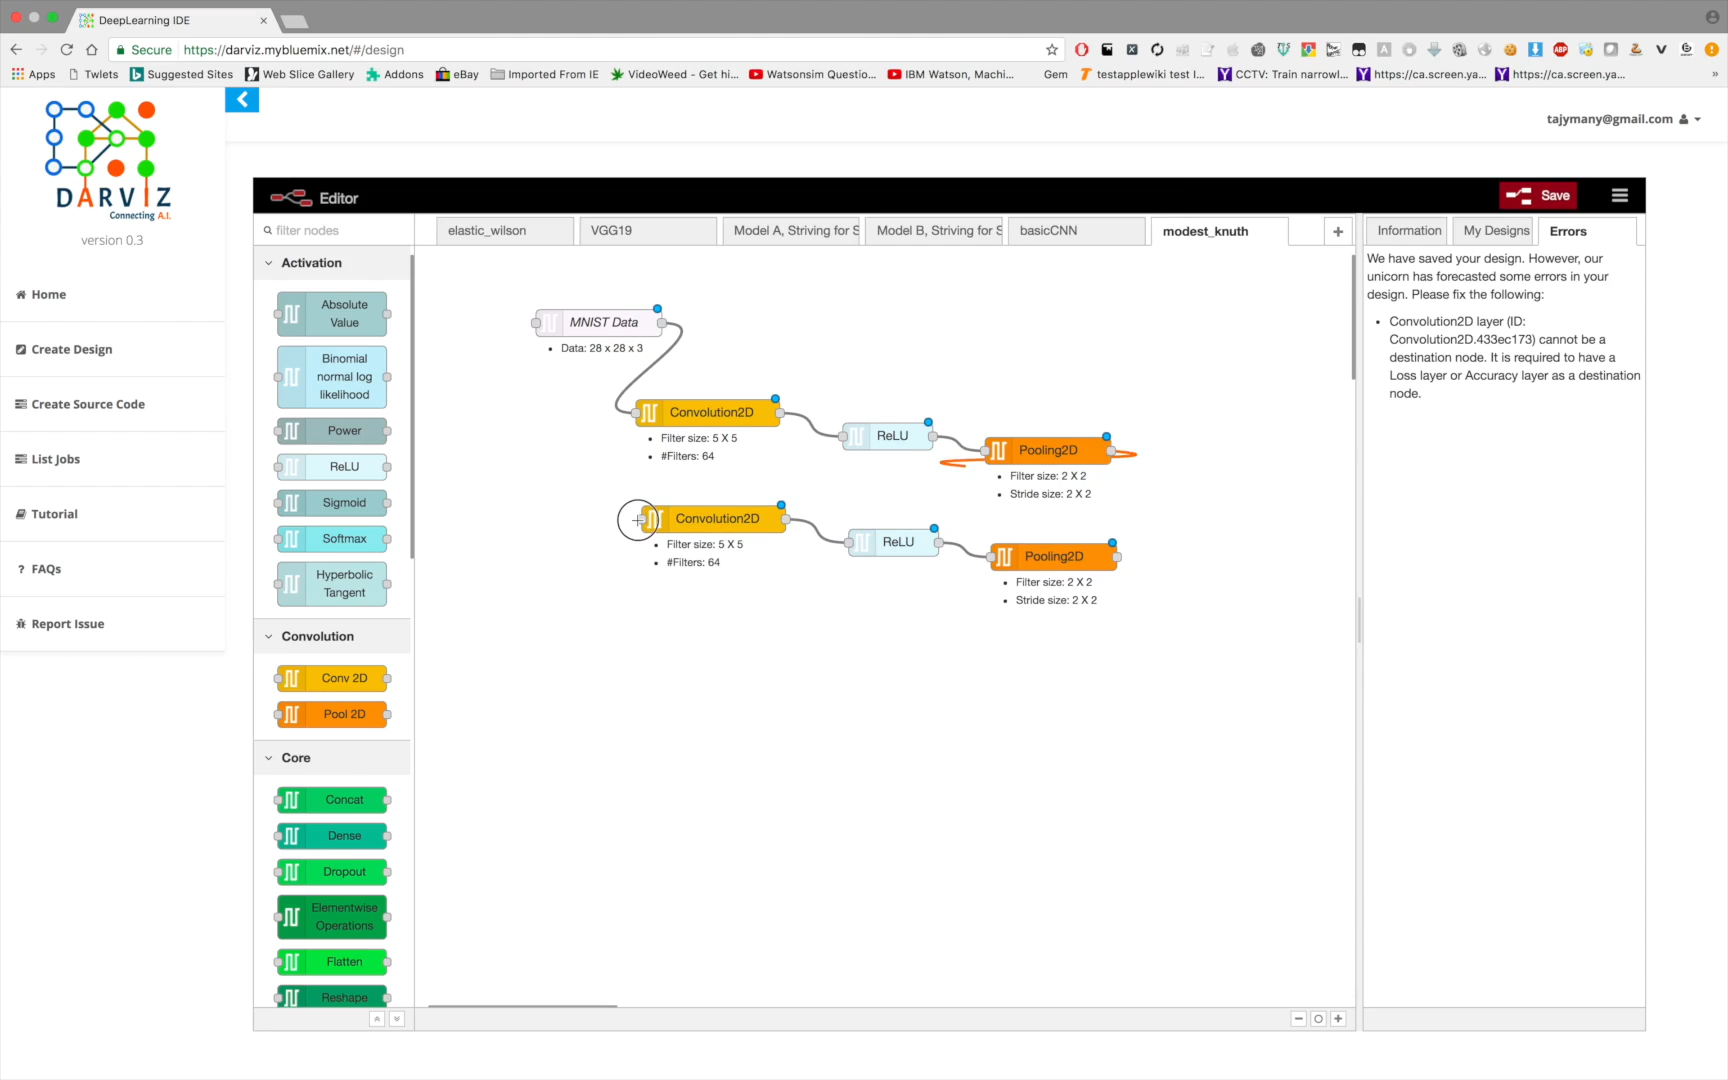 DeepLearning IDE
Secure https://darviz.mybluemix.net/#/design
Apps Twlets Suggested Sites Web Slice Gallery Addons eBay Imported From IE VideoWeed - Get hi... Watsonsim Questio... IBM Watson, Machi... Gem testapplewiki test I... CCTV: Train narrowl... https://ca.screen.ya... https://ca.screen.ya... »
tajymany@gmail.com
DARVIZ
Connecting A.I.
version 0.3
Home
Create Design
Create Source Code
List Jobs
Tutorial
FAQs
Report Issue
Editor
Save
filter nodes
elastic_wilson
VGG19
Model A, Striving for S
Model B, Striving for S
basicCNN
modest_knuth
Information
My Designs
Errors
Activation
Absolute
Value
Binomial
normal log
likelihood
Power
ReLU
Sigmoid
Softmax
Hyperbolic
Tangent
Convolution
Conv 2D
Pool 2D
Core
Concat
Dense
Dropout
Elementwise
Operations
Flatten
Reshape
MNIST Data
• Data: 28 x 28 x 3
Convolution2D
• Filter size: 5 X 5
• #Filters: 64
ReLU
Pooling2D
• Filter size: 2 X 2
• Stride size: 2 X 2
Convolution2D
• Filter size: 5 X 5
• #Filters: 64
ReLU
Pooling2D
• Filter size: 2 X 2
• Stride size: 2 X 2
We have saved your design. However, our
unicorn has forecasted some errors in your
design. Please fix the following:
• Convolution2D layer (ID:
Convolution2D.433ec173) cannot be a
destination node. It is required to have a
Loss layer or Accuracy layer as a destination
node.